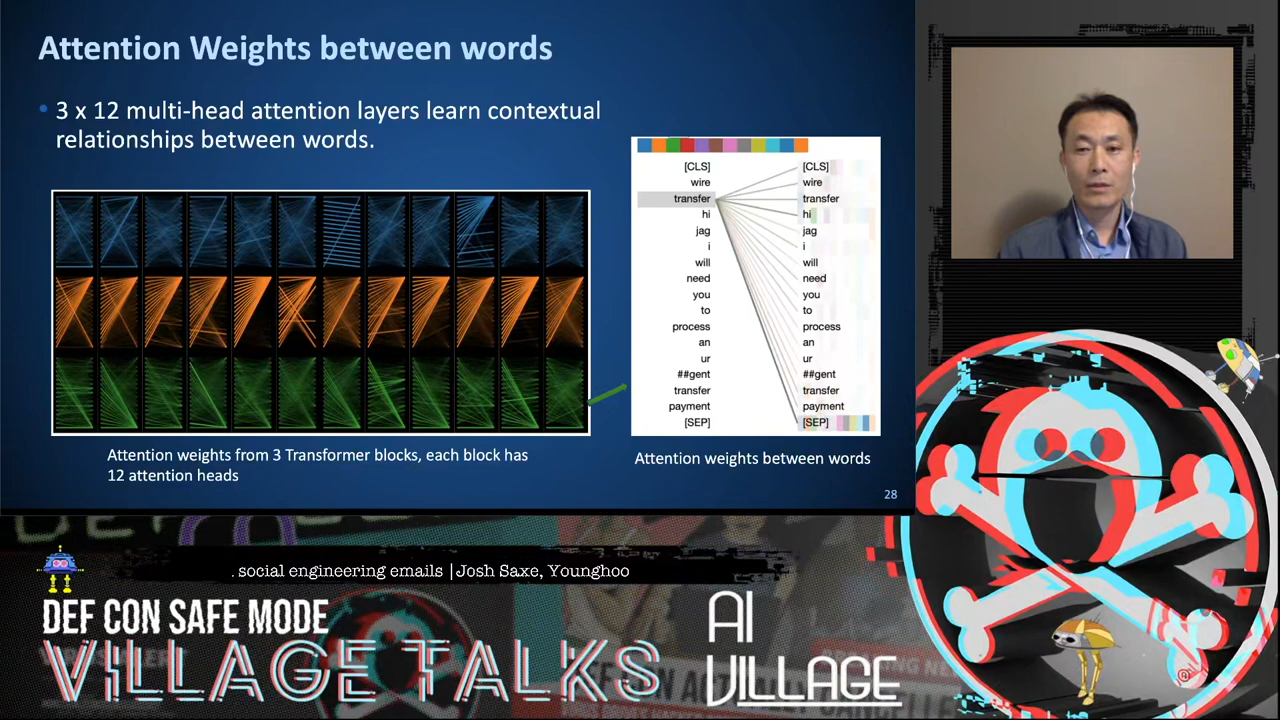 Attention Weights between words
• 3 x 12 multi-head attention layers learn contextual
relationships between words.
[CLS] [CLS]
wire wire
transfer transfer
hi hi
jag jag
i i
will will
need need
you you
to to
process process
an an
ur ur
##gent ##gent
transfer transfer
payment payment
[SEP] [SEP]
Attention weights from 3 Transformer blocks, each block has
12 attention heads
Attention weights between words
28
. social engineering emails | Josh Saxe, Younghoo
DEF CON SAFE MODE
VILLAGE TALKS
AI
VILLAGE